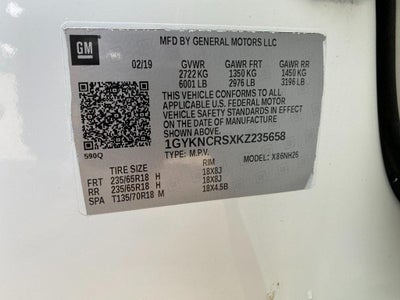 GM
MFD BY GENERAL MOTORS LLC
02/19 GVWR GAWR FRT GAWR RR
2722 KG 1350 KG 1450 KG
6001 LB 2976 LB 3196 LB
THIS VEHICLE CONFORMS TO ALL
APPLICABLE U.S. FEDERAL MOTOR
VEHICLE SAFETY AND THEFT
PREVENTION STANDARDS IN EFFECT ON
THE DATE OF MANUFACTURE SHOWN ABOVE.
1GYKNCRSXKZ235658
TYPE: M.P.V. MODEL: X86NH26
590Q
TIRE SIZE RIM
FRT 235/65R18 H 18X8J
RR 235/65R18 H 18X8J
SPA T135/70R18 M 18X4.5B